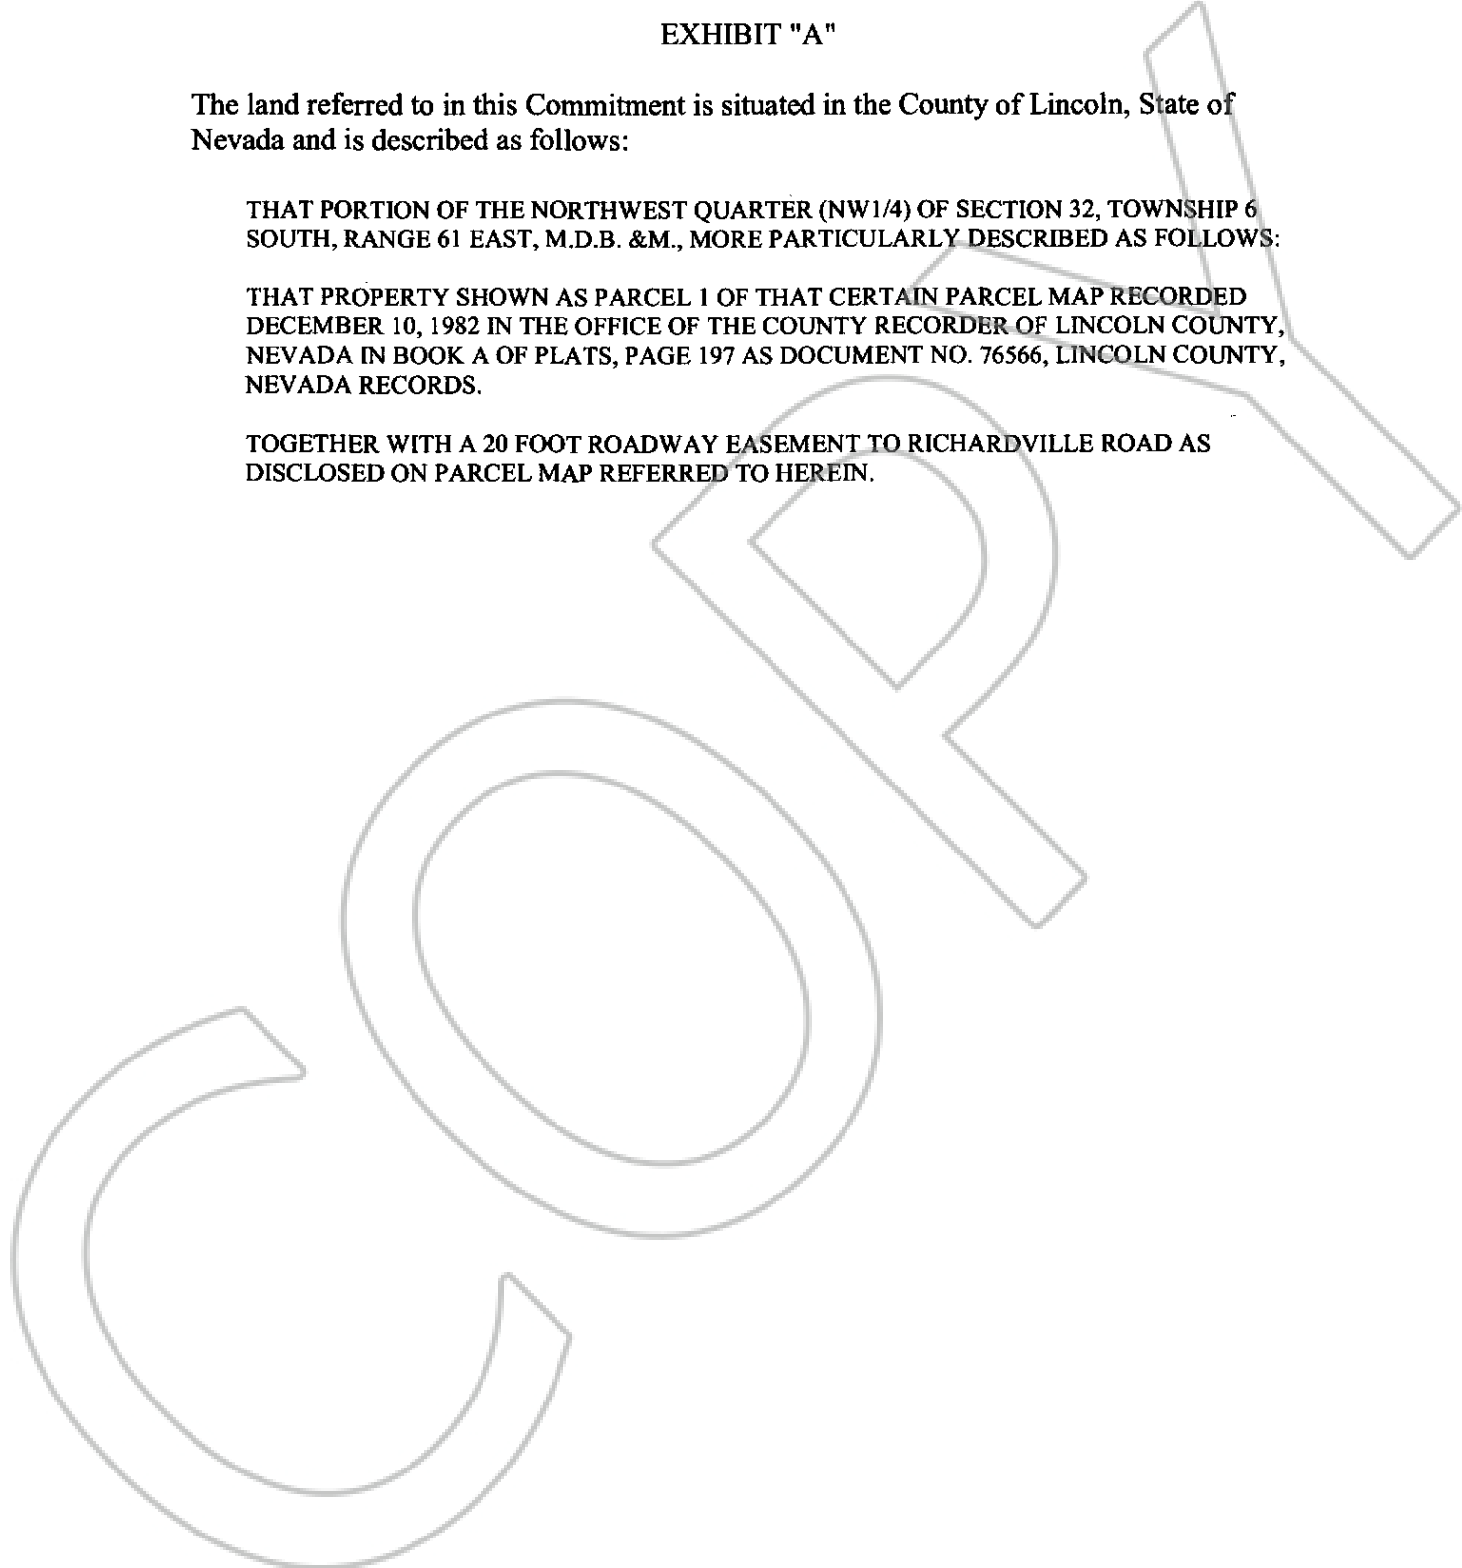 EXHIBIT "A"
The land referred to in this Commitment is situated in the County of Lincoln, State of
Nevada and is described as follows:
THAT PORTION OF THE NORTHWEST QUARTER (NW1/4) OF SECTION 32, TOWNSHIP 6
SOUTH, RANGE 61 EAST, M.D.B. &M., MORE PARTICULARLY DESCRIBED AS FOLLOWS:
THAT PROPERTY SHOWN AS PARCEL 1 OF THAT CERTAIN PARCEL MAP RECORDED
DECEMBER 10, 1982 IN THE OFFICE OF THE COUNTY RECORDER OF LINCOLN COUNTY,
NEVADA IN BOOK A OF PLATS, PAGE 197 AS DOCUMENT NO. 76566, LINCOLN COUNTY,
NEVADA RECORDS.
TOGETHER WITH A 20 FOOT ROADWAY EASEMENT TO RICHARDVILLE ROAD AS
DISCLOSED ON PARCEL MAP REFERRED TO HEREIN.
COPY